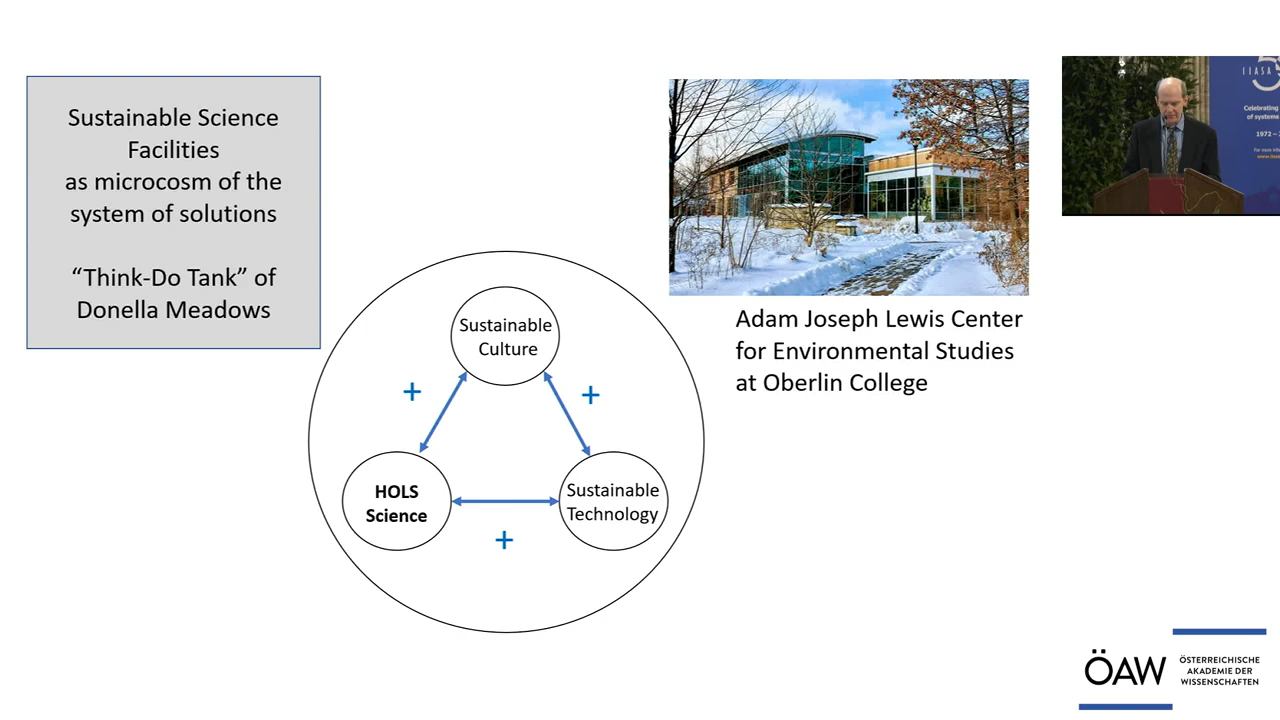 Sustainable Science
Facilities
as microcosm of the
system of solutions
“Think-Do Tank” of
Donella Meadows
Sustainable
Culture
+
+
HOLS
Science
Sustainable
Technology
+
Adam Joseph Lewis Center
for Environmental Studies
at Oberlin College
IIASA
Celebrating
of systems
1972 –
ÖAW
ÖSTERREICHISCHE
AKADEMIE DER
WISSENSCHAFTEN